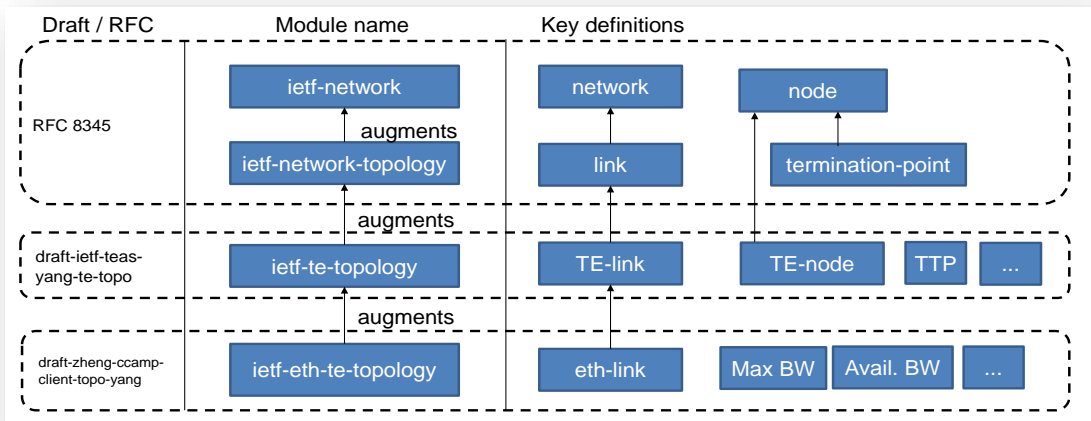 Draft / RFC
Module name
Key definitions
RFC 8345
ietf-network
augments
ietf-network-topology
network
link
node
termination-point
augments
draft-ietf-teas-
yang-te-topo
ietf-te-topology
TE-link
TE-node
TTP
...
augments
draft-zheng-ccamp-
client-topo-yang
ietf-eth-te-topology
eth-link
Max BW
Avail. BW
...